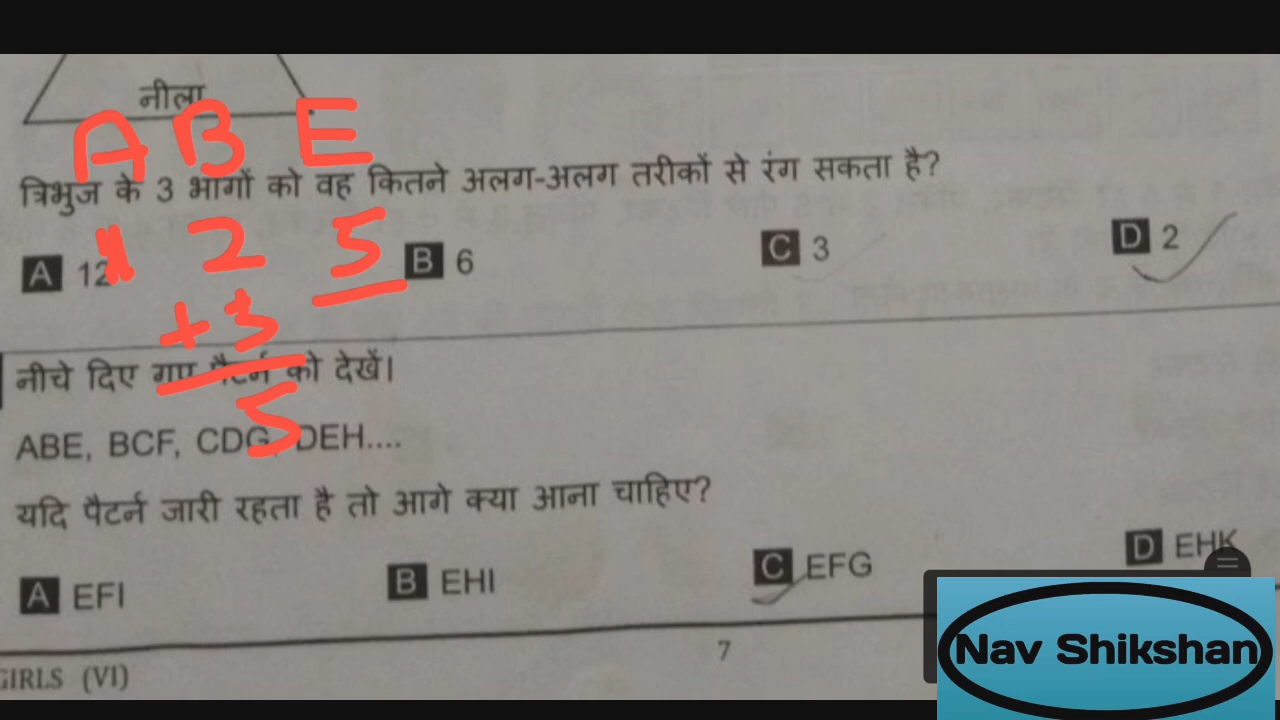 नीला
A B E
त्रिभुज के 3 भागों को वह कितने अलग-अलग तरीकों से रंग सकता है?
1 2 5
A 12 B 6 C 3 D 2
+3
नीचे दिए गए पैटर्न को देखें।
5
ABE, BCF, CDG, DEH....
यदि पैटर्न जारी रहता है तो आगे क्या आना चाहिए?
A EFI B EHI C EFG D EHK
Nav Shikshan
GIRLS (VI) 7